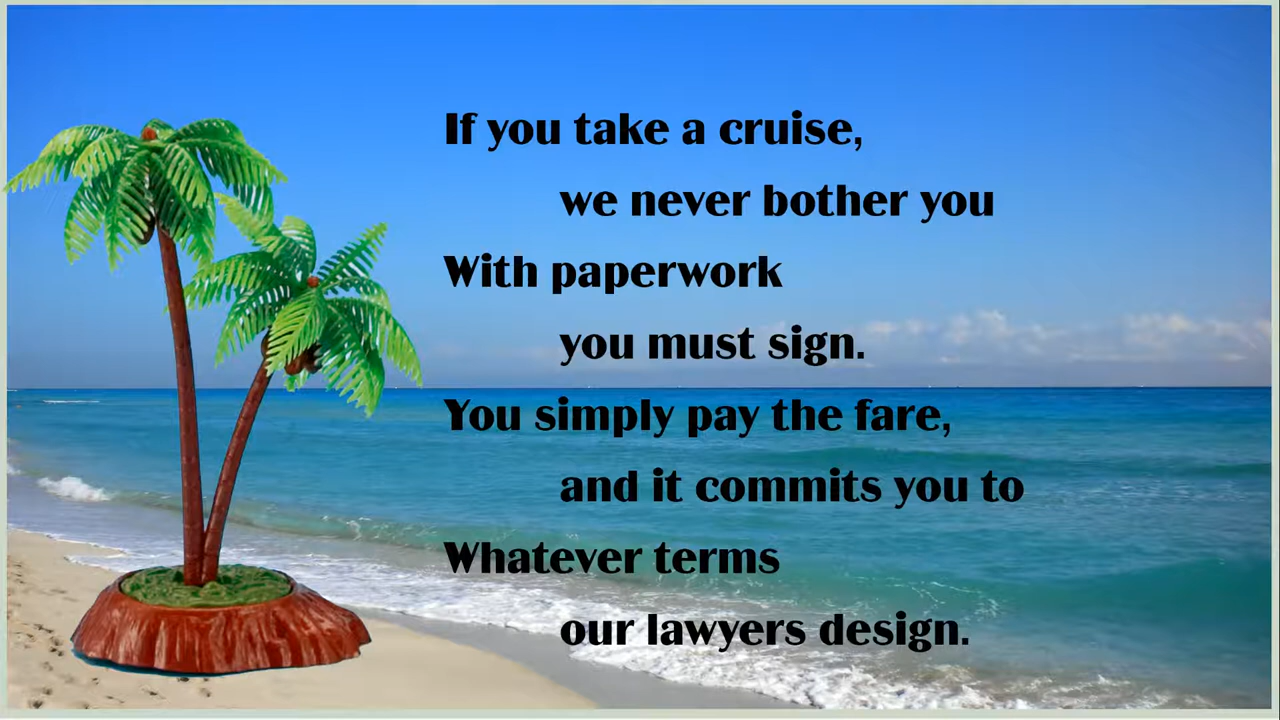 If you take a cruise,
we never bother you
With paperwork
you must sign.
You simply pay the fare,
and it commits you to
Whatever terms
our lawyers design.